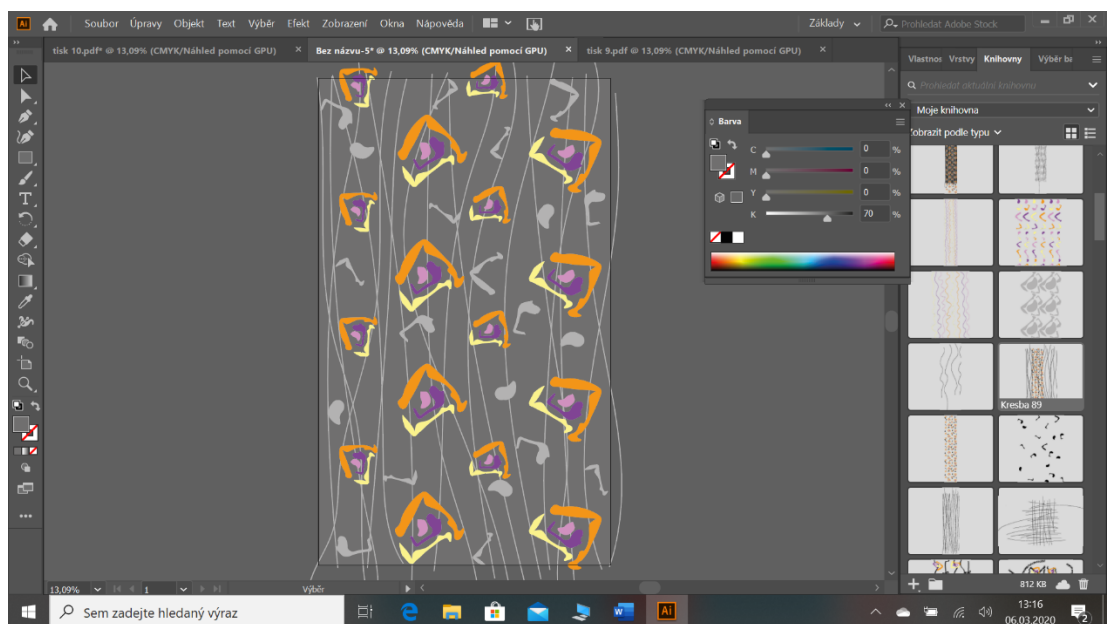 Ai Soubor Úpravy Objekt Text Výběr Efekt Zobrazení Okna Nápověda Základy Prohledat Adobe Stock
tisk 10.pdf* @ 13,09% (CMYK/Náhled pomocí GPU) × Bez názvu-5* @ 13,09% (CMYK/Náhled pomocí GPU) × tisk 9.pdf @ 13,09% (CMYK/Náhled pomocí GPU) ×
Vlastnos Vrstvy Knihovny Výběr ba
Prohledat aktuální knihovnu
Moje knihovna
Zobrazit podle typu
Barva
C 0 %
M 0 %
Y 0 %
K 70 %
Kresba 89
13,09% 1 Výběr
812 KB
Sem zadejte hledaný výraz
Ai
13:16
06.03.2020
2